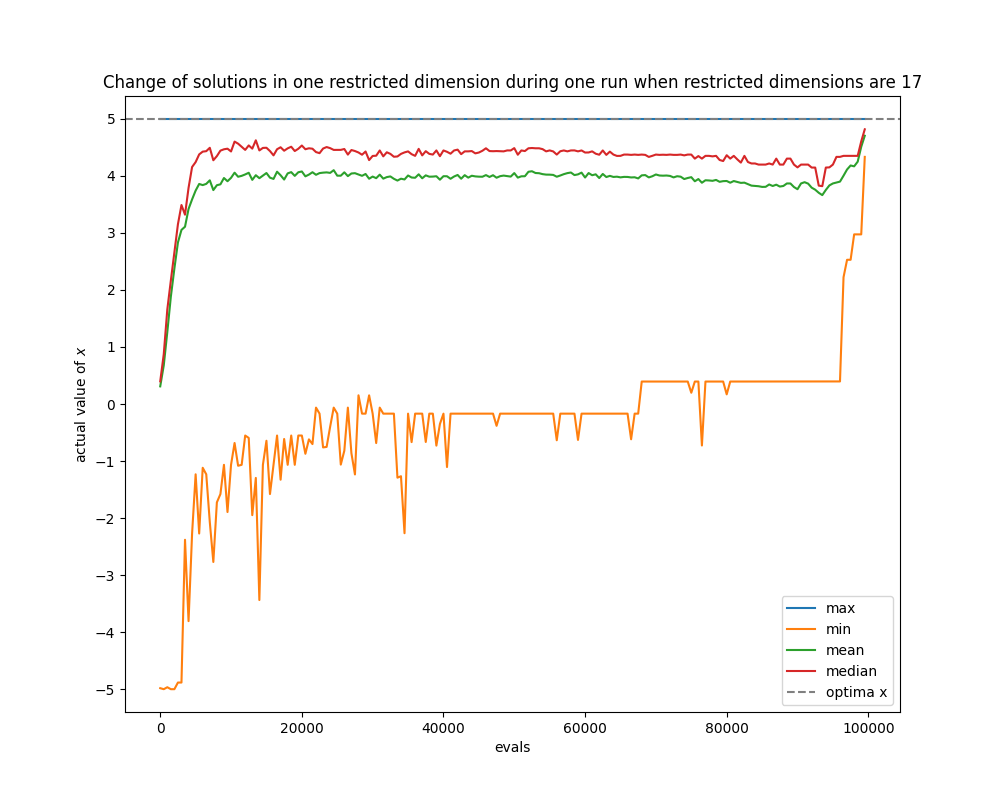 Change of solutions in one restricted dimension during one run when restricted dimensions are 17
5
4
3
2
1
0
−1
−2
−3
−4
−5
actual value of x
0
20000
40000
60000
80000
100000
evals
max
min
mean
median
optima x